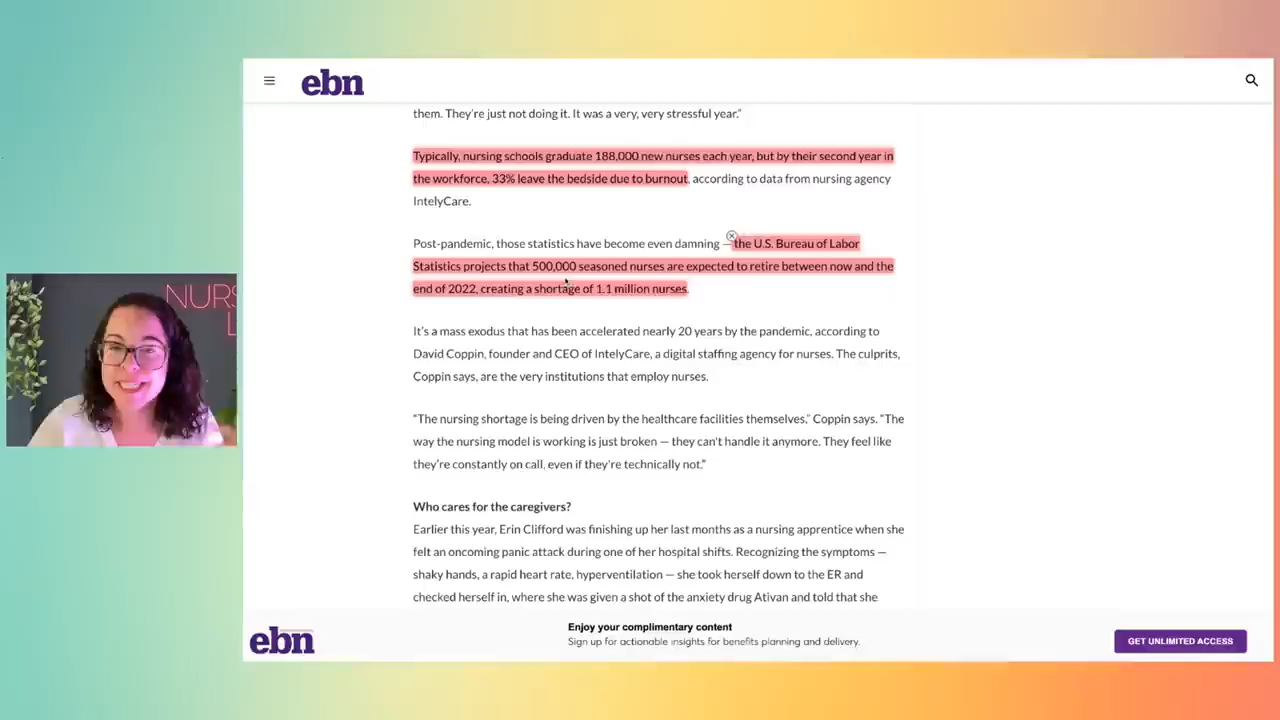 ebn
them. They're just not doing it. It was a very, very stressful year."
Typically, nursing schools graduate 188,000 new nurses each year, but by their second year in
the workforce, 33% leave the bedside due to burnout, according to data from nursing agency
IntelyCare.
Post-pandemic, those statistics have become even damning — the U.S. Bureau of Labor
Statistics projects that 500,000 seasoned nurses are expected to retire between now and the
end of 2022, creating a shortage of 1.1 million nurses.
It's a mass exodus that has been accelerated nearly 20 years by the pandemic, according to
David Coppin, founder and CEO of IntelyCare, a digital staffing agency for nurses. The culprits,
Coppin says, are the very institutions that employ nurses.
"The nursing shortage is being driven by the healthcare facilities themselves," Coppin says. "The
way the nursing model is working is just broken — they can't handle it anymore. They feel like
they're constantly on call, even if they're technically not."
Who cares for the caregivers?
Earlier this year, Erin Clifford was finishing up her last months as a nursing apprentice when she
felt an oncoming panic attack during one of her hospital shifts. Recognizing the symptoms —
shaky hands, a rapid heart rate, hyperventilation — she took herself down to the ER and
checked herself in, where she was given a shot of the anxiety drug Ativan and told that she
NURS
L
ebn
Enjoy your complimentary content
Sign up for actionable insights for benefits planning and delivery.
GET UNLIMITED ACCESS